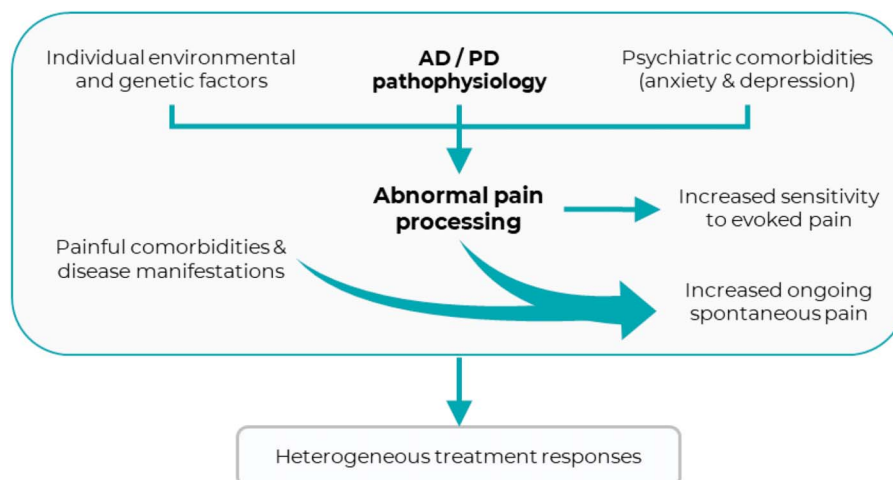 Individual environmental
and genetic factors
AD / PD
pathophysiology
Psychiatric comorbidities
(anxiety & depression)
Abnormal pain
processing
Increased sensitivity
to evoked pain
Painful comorbidities &
disease manifestations
Increased ongoing
spontaneous pain
Heterogeneous treatment responses